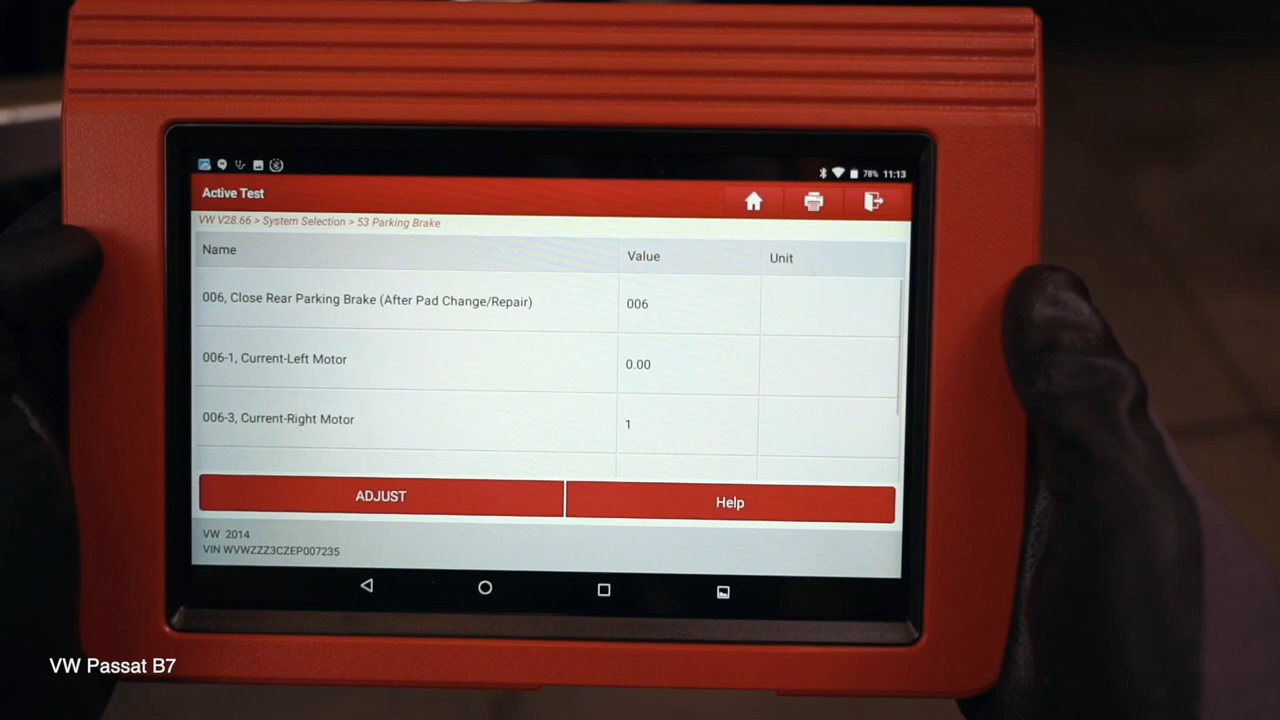 78% 11:13
Active Test
VW V28.66 > System Selection > 53 Parking Brake
Name Value Unit
006, Close Rear Parking Brake (After Pad Change/Repair) 006
006-1, Current-Left Motor 0.00
006-3, Current-Right Motor 1
ADJUST Help
VW 2014
VIN WVWZZZ3CZEP007235
VW Passat B7